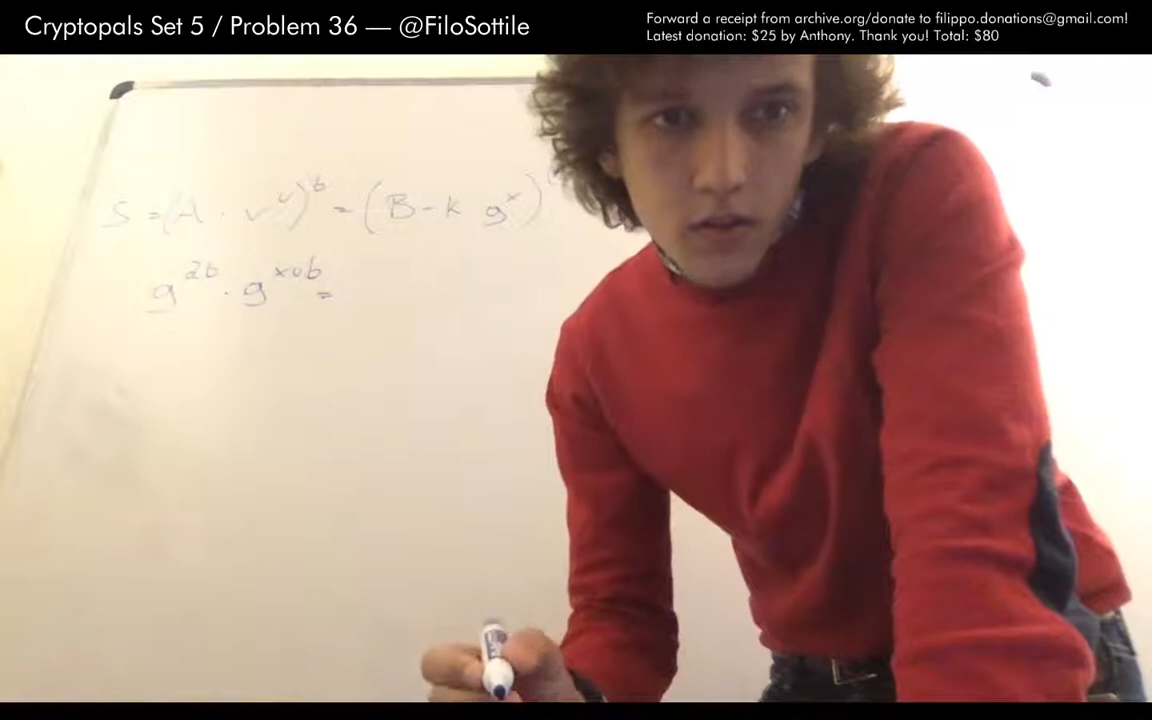 Cryptopals Set 5 / Problem 36 — @FiloSottile
Forward a receipt from archive.org/donate to filippo.donations@gmail.com!
Latest donation: $25 by Anthony. Thank you! Total: $80
S = (A · v^u)^b = (B - k g^x)
g^2b · g^xub =